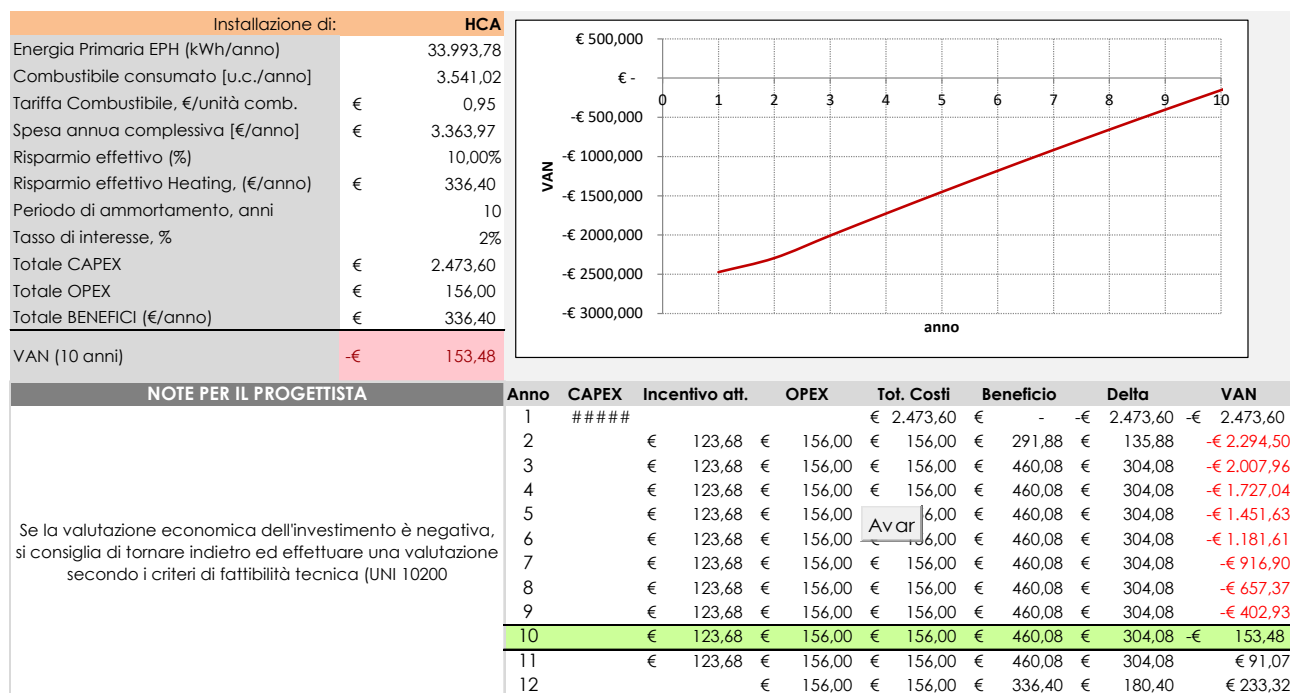 Installazione di: HCA
Energia Primaria EPH (kWh/anno) 33.993,78
Combustibile consumato [u.c./anno] 3.541,02
Tariffa Combustibile, €/unità comb. € 0,95
Spesa annua complessiva [€/anno] € 3.363,97
Risparmio effettivo (%) 10,00%
Risparmio effettivo Heating, (€/anno) € 336,40
Periodo di ammortamento, anni 10
Tasso di interesse, % 2%
Totale CAPEX € 2.473,60
Totale OPEX € 156,00
Totale BENEFICI (€/anno) € 336,40
VAN (10 anni) -€ 153,48
€ 500,000
€ -
-€ 500,000
-€ 1000,000
-€ 1500,000
-€ 2000,000
-€ 2500,000
-€ 3000,000
VAN
0 1 2 3 4 5 6 7 8 9 10
anno
NOTE PER IL PROGETTISTA
Se la valutazione economica dell'investimento è negativa,
si consiglia di tornare indietro ed effettuare una valutazione
secondo i criteri di fattibilità tecnica (UNI 10200
Anno CAPEX Incentivo att. OPEX Tot. Costi Beneficio Delta VAN
1 ##### € 2.473,60 € - -€ 2.473,60 -€ 2.473,60
2 € 123,68 € 156,00 € 156,00 € 291,88 € 135,88 -€ 2.294,50
3 € 123,68 € 156,00 € 156,00 € 460,08 € 304,08 -€ 2.007,96
4 € 123,68 € 156,00 € 156,00 € 460,08 € 304,08 -€ 1.727,04
5 € 123,68 € 156,00 6,00 € 460,08 € 304,08 -€ 1.451,63
Avar
6 € 123,68 € 156,00 € 156,00 € 460,08 € 304,08 -€ 1.181,61
7 € 123,68 € 156,00 € 156,00 € 460,08 € 304,08 -€ 916,90
8 € 123,68 € 156,00 € 156,00 € 460,08 € 304,08 -€ 657,37
9 € 123,68 € 156,00 € 156,00 € 460,08 € 304,08 -€ 402,93
10 € 123,68 € 156,00 € 156,00 € 460,08 € 304,08 -€ 153,48
11 € 123,68 € 156,00 € 156,00 € 460,08 € 304,08 € 91,07
12 € 156,00 € 156,00 € 336,40 € 180,40 € 233,32